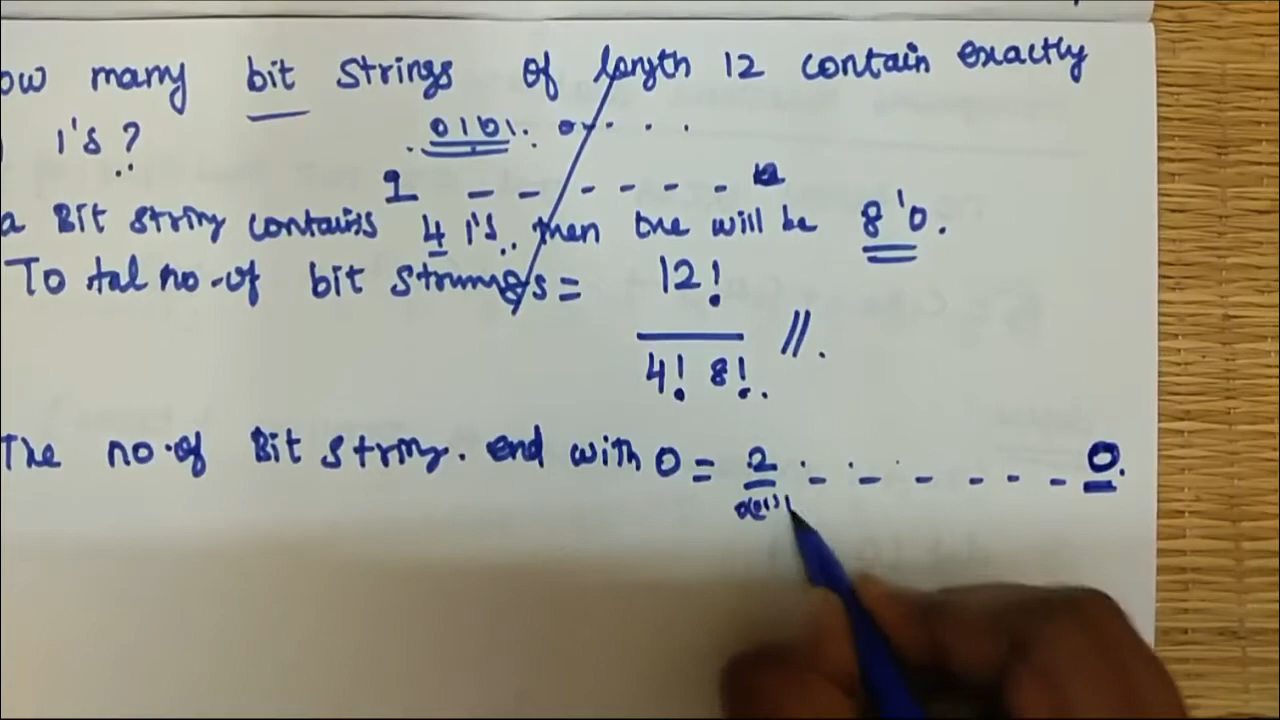 ow many bit strings of length 12 contain exactly
1's ?
. 0101. 0 . . . .
1 _ _ _ _ _ _
a Bit string contains 4 1's.. then the will be 8 '0.
To tal no-of bit strings = 12! / 4! 8! //.
The no.of Bit string. end with 0 = 2 _ _ _ _ _ _ 0.